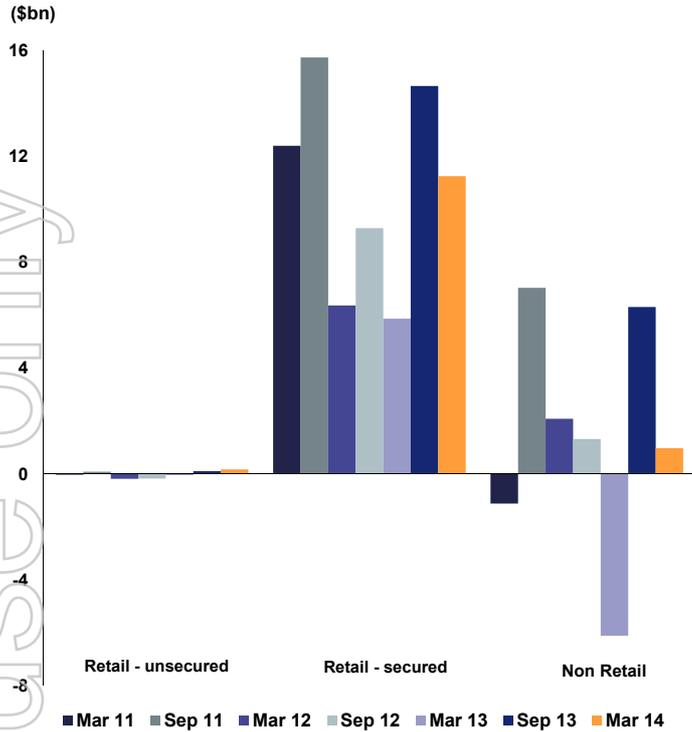 ($bn)
16
12
8
4
0
-4
-8
Retail - unsecured
Retail - secured
Non Retail
Mar 11 Sep 11 Mar 12 Sep 12 Mar 13 Sep 13 Mar 14